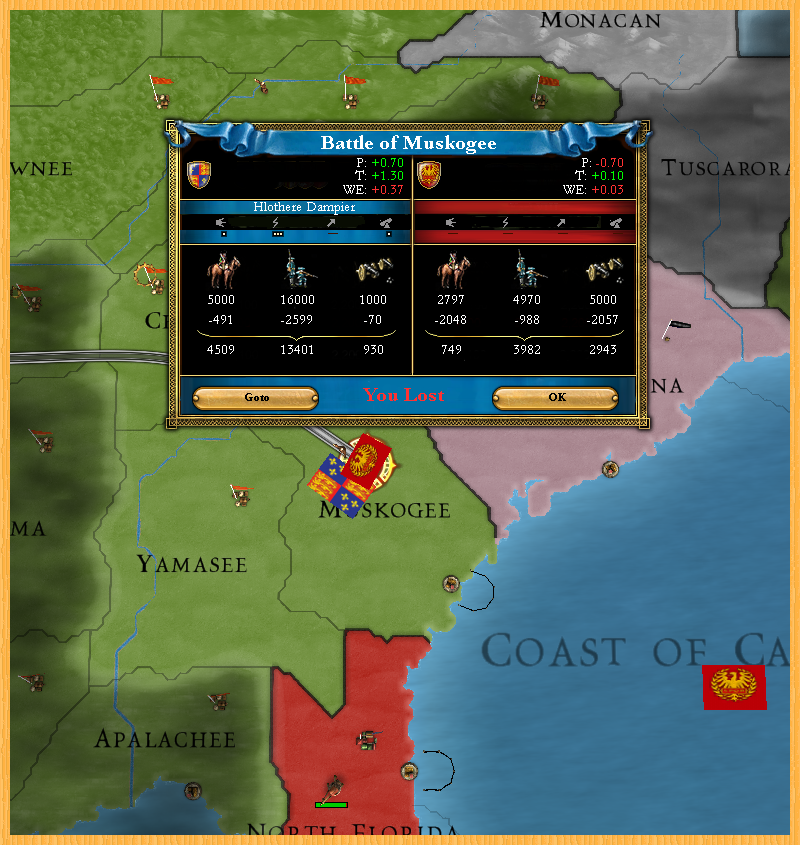 MONACAN
Battle of Muskogee
P: +0.70
T: +1.30
WE: +0.37
P: -0.70
T: +0.10
WE: +0.03
WNEE
TUSCARORA
Hlothere Dampier
5000 16000 1000
2797 4970 5000
-491 -2599 -70
-2048 -988 -2057
CH
4509 13401 930
749 3982 2943
NA
Goto
You Lost
OK
MUSKOGEE
MA
YAMASEE
COAST OF CA
APALACHEE
NORTH FLORIDA